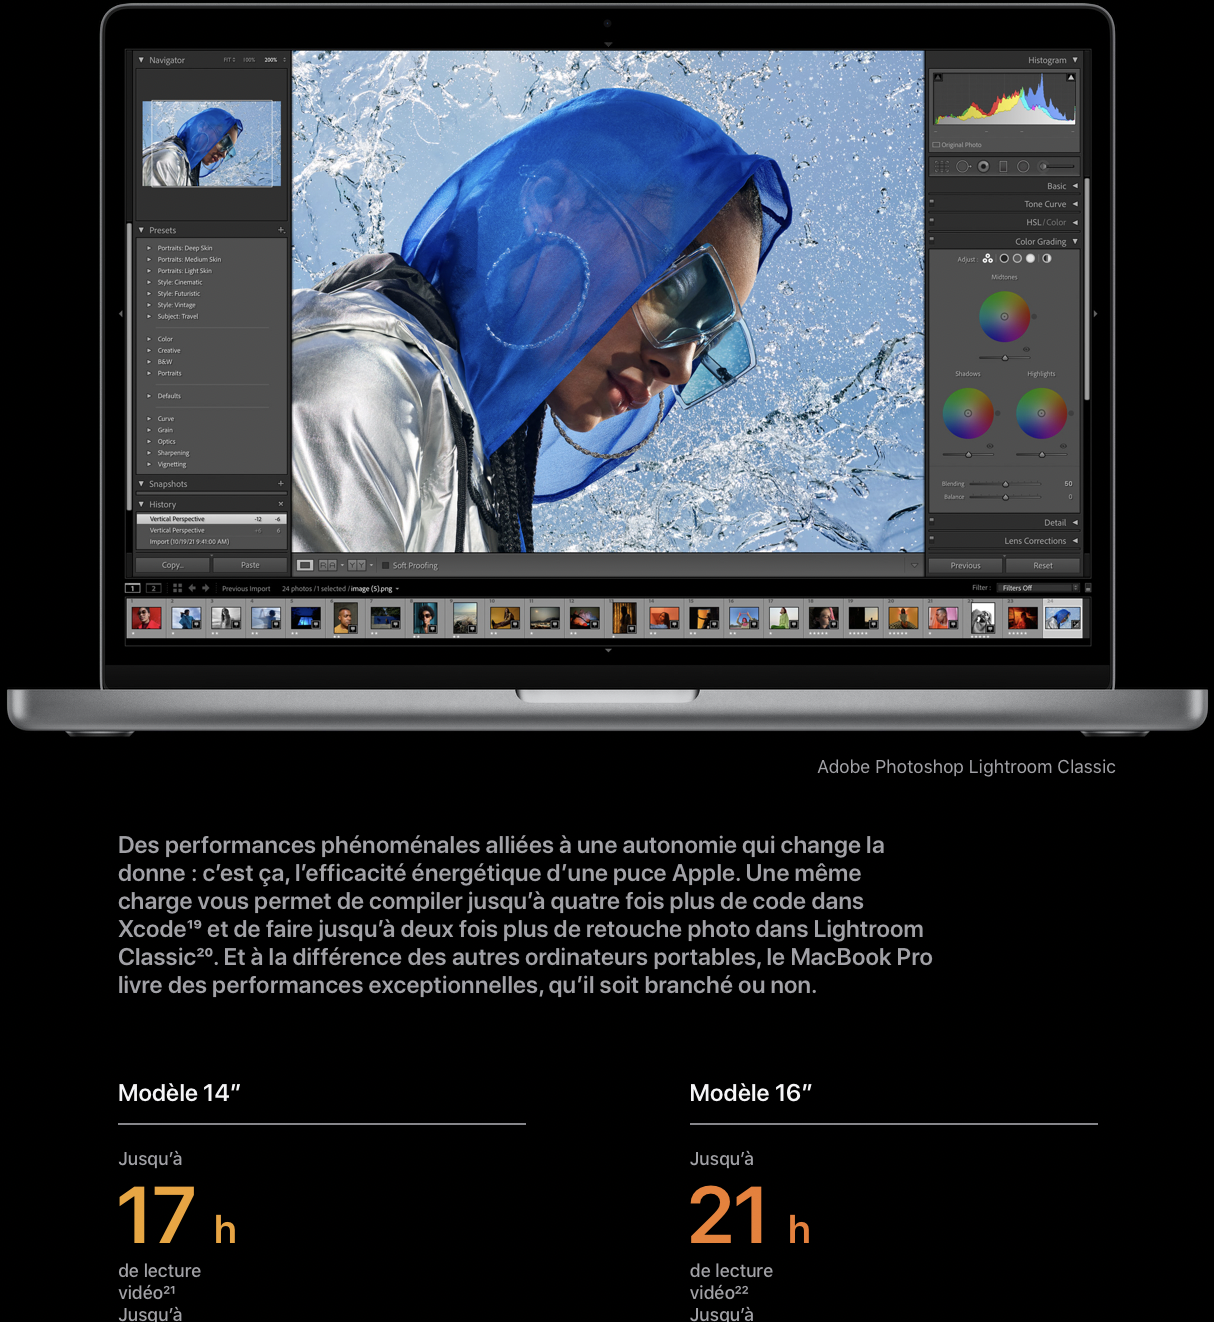 Navigator FIT 100% 200%
Histogram
Original Photo
Basic
Tone Curve
HSL / Color
Color Grading
Adjust :
Midtones
Shadows Highlights
Blending 50
Balance 0
Detail
Lens Corrections
Previous Reset
Presets
Portraits: Deep Skin
Portraits: Medium Skin
Portraits: Light Skin
Style: Cinematic
Style: Futuristic
Style: Vintage
Subject: Travel
Color
Creative
B&W
Portraits
Defaults
Curve
Grain
Optics
Sharpening
Vignetting
Snapshots
History
Vertical Perspective -12 -6
Vertical Perspective
Import (10/19/21 9:41:00 AM)
Copy... Paste
Soft Proofing
1 2 Previous Import 24 photos / 1 selected / image (5).png Filter : Filters Off
Adobe Photoshop Lightroom Classic
Des performances phénoménales alliées à une autonomie qui change la
donne : c’est ça, l’efficacité énergétique d’une puce Apple. Une même
charge vous permet de compiler jusqu’à quatre fois plus de code dans
Xcode¹⁹ et de faire jusqu’à deux fois plus de retouche photo dans Lightroom
Classic²⁰. Et à la différence des autres ordinateurs portables, le MacBook Pro
livre des performances exceptionnelles, qu’il soit branché ou non.
Modèle 14″
Jusqu’à
17 h
de lecture
vidéo²¹
Jusqu’à
Modèle 16″
Jusqu’à
21 h
de lecture
vidéo²²
Jusqu’à